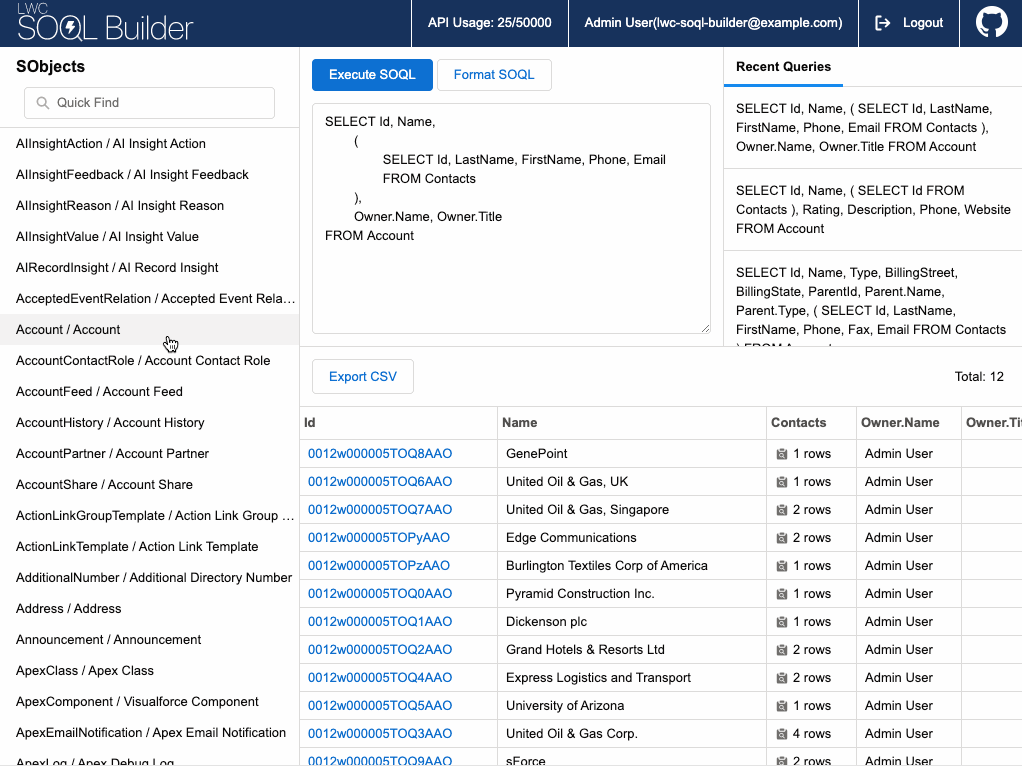 LWC
SOQL Builder
API Usage: 25/50000
Admin User(lwc-soql-builder@example.com)
Logout
SObjects
Quick Find
AIInsightAction / AI Insight Action
AIInsightFeedback / AI Insight Feedback
AIInsightReason / AI Insight Reason
AIInsightValue / AI Insight Value
AIRecordInsight / AI Record Insight
AcceptedEventRelation / Accepted Event Rela...
Account / Account
AccountContactRole / Account Contact Role
AccountFeed / Account Feed
AccountHistory / Account History
AccountPartner / Account Partner
AccountShare / Account Share
ActionLinkGroupTemplate / Action Link Group ...
ActionLinkTemplate / Action Link Template
AdditionalNumber / Additional Directory Number
Address / Address
Announcement / Announcement
ApexClass / Apex Class
ApexComponent / Visualforce Component
ApexEmailNotification / Apex Email Notification
ApexLog / Apex Debug Log
Execute SOQL
Format SOQL
SELECT Id, Name,
(
SELECT Id, LastName, FirstName, Phone, Email
FROM Contacts
),
Owner.Name, Owner.Title
FROM Account
Recent Queries
SELECT Id, Name, ( SELECT Id, LastName,
FirstName, Phone, Email FROM Contacts ),
Owner.Name, Owner.Title FROM Account
SELECT Id, Name, ( SELECT Id FROM
Contacts ), Rating, Description, Phone, Website
FROM Account
SELECT Id, Name, Type, BillingStreet,
BillingState, ParentId, Parent.Name,
Parent.Type, ( SELECT Id, LastName,
FirstName, Phone, Fax, Email FROM Contacts
) FROM Account
Export CSV
Total: 12
Id Name Contacts Owner.Name Owner.Ti
0012w000005TOQ8AAO GenePoint 1 rows Admin User
0012w000005TOQ6AAO United Oil & Gas, UK 1 rows Admin User
0012w000005TOQ7AAO United Oil & Gas, Singapore 2 rows Admin User
0012w000005TOPyAAO Edge Communications 2 rows Admin User
0012w000005TOPzAAO Burlington Textiles Corp of America 1 rows Admin User
0012w000005TOQ0AAO Pyramid Construction Inc. 1 rows Admin User
0012w000005TOQ1AAO Dickenson plc 1 rows Admin User
0012w000005TOQ2AAO Grand Hotels & Resorts Ltd 2 rows Admin User
0012w000005TOQ4AAO Express Logistics and Transport 2 rows Admin User
0012w000005TOQ5AAO University of Arizona 1 rows Admin User
0012w000005TOQ3AAO United Oil & Gas Corp. 4 rows Admin User
0012w000005TOQ9AAO sForce 2 rows Admin User